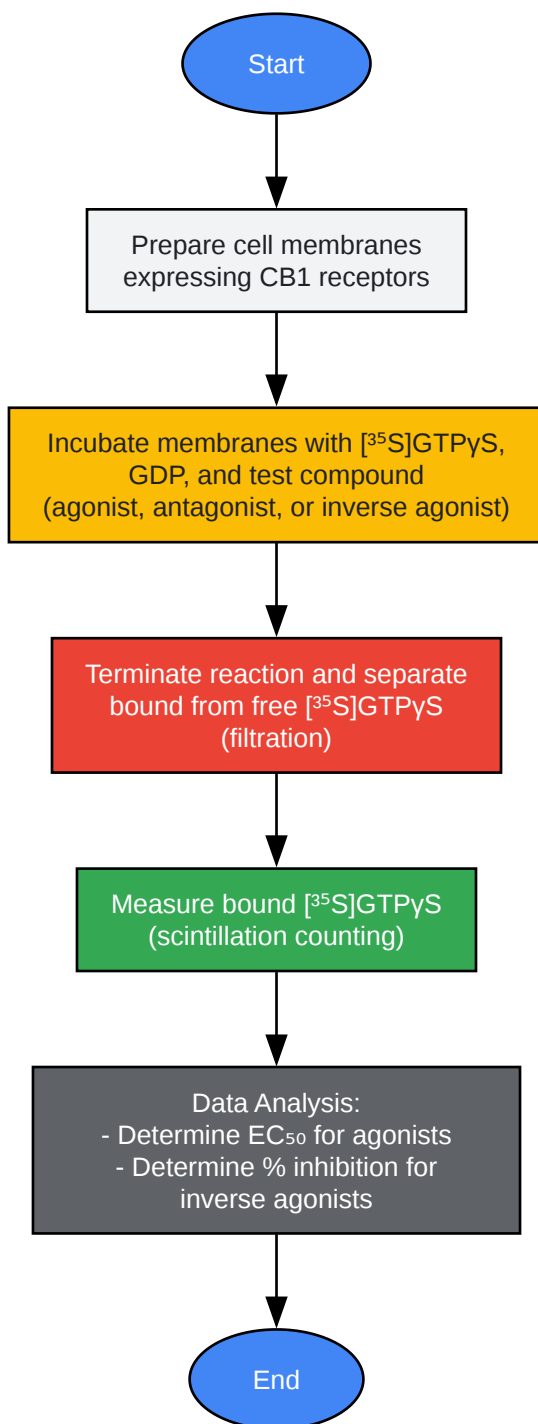 Start
Prepare cell membranes
expressing CB1 receptors
Incubate membranes with [³⁵S]GTPγS,
GDP, and test compound
(agonist, antagonist, or inverse agonist)
Terminate reaction and separate
bound from free [³⁵S]GTPγS
(filtration)
Measure bound [³⁵S]GTPγS
(scintillation counting)
Data Analysis:
- Determine EC₅₀ for agonists
- Determine % inhibition for
inverse agonists
End